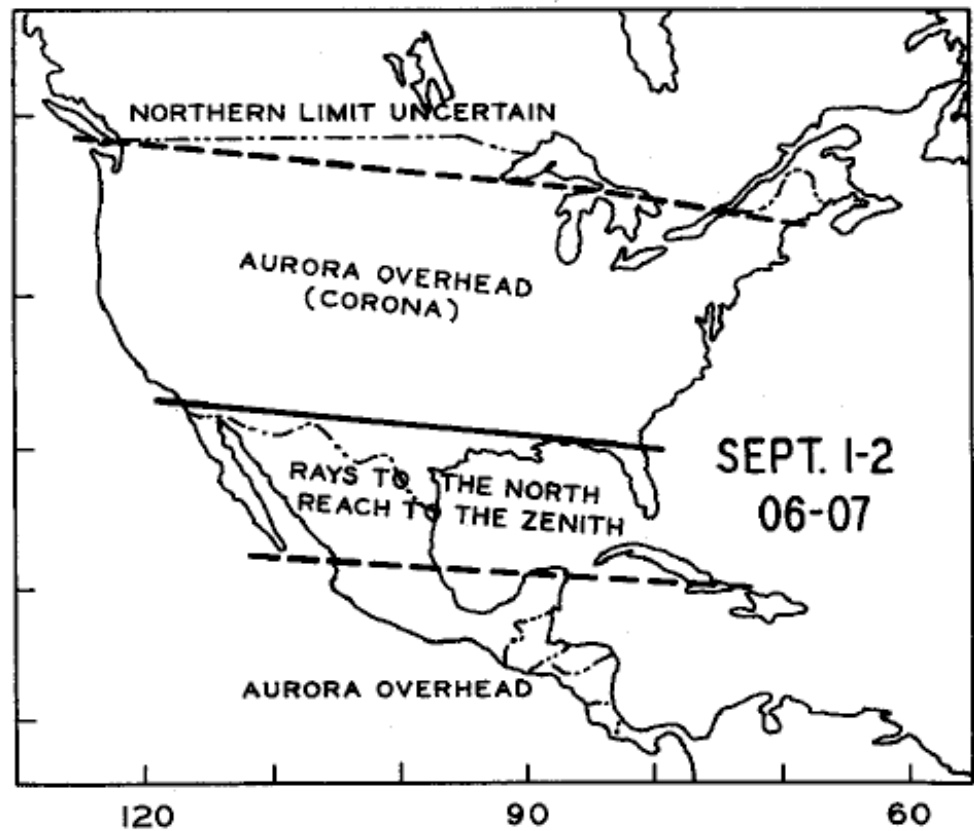 NORTHERN LIMIT UNCERTAIN
AURORA OVERHEAD
(CORONA)
RAYS TO THE NORTH
REACH TO THE ZENITH
SEPT. 1-2
06-07
AURORA OVERHEAD
120 90 60